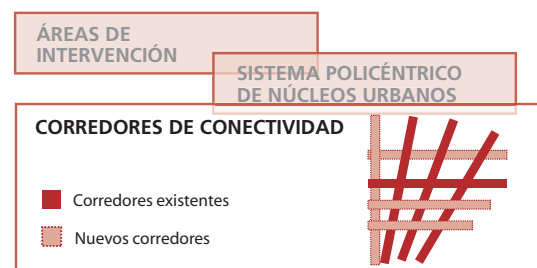 ÁREAS DE
INTERVENCIÓN
SISTEMA POLICÉNTRICO
DE NÚCLEOS URBANOS
CORREDORES DE CONECTIVIDAD
Corredores existentes
Nuevos corredores